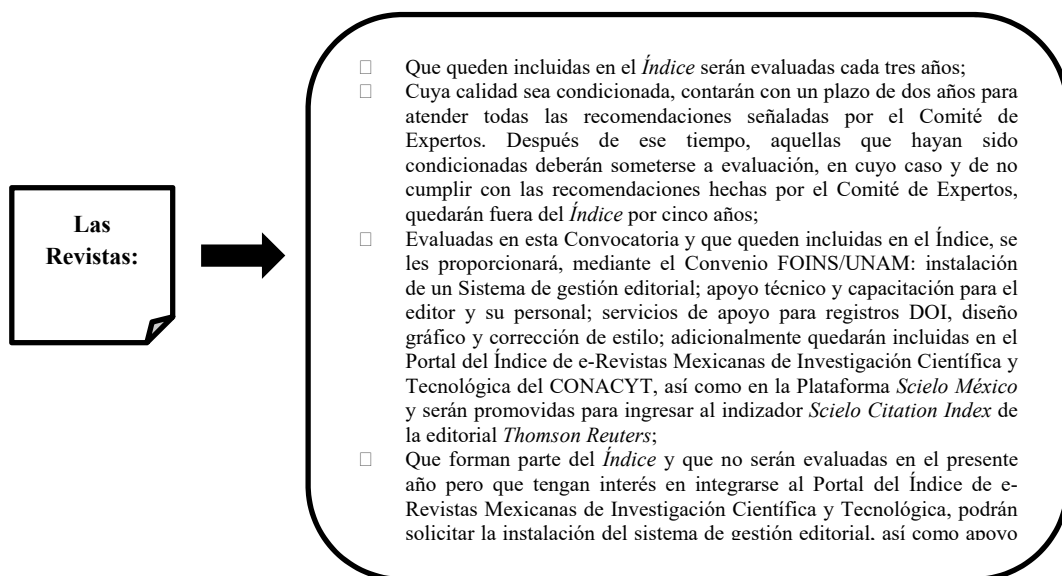 Las
Revistas:
Que queden incluidas en el Índice serán evaluadas cada tres años;
Cuya calidad sea condicionada, contarán con un plazo de dos años para
atender todas las recomendaciones señaladas por el Comité de
Expertos. Después de ese tiempo, aquellas que hayan sido
condicionadas deberán someterse a evaluación, en cuyo caso y de no
cumplir con las recomendaciones hechas por el Comité de Expertos,
quedarán fuera del Índice por cinco años;
Evaluadas en esta Convocatoria y que queden incluidas en el Índice, se
les proporcionará, mediante el Convenio FOINS/UNAM: instalación
de un Sistema de gestión editorial; apoyo técnico y capacitación para el
editor y su personal; servicios de apoyo para registros DOI, diseño
gráfico y corrección de estilo; adicionalmente quedarán incluidas en el
Portal del Índice de e-Revistas Mexicanas de Investigación Científica y
Tecnológica del CONACYT, así como en la Plataforma Scielo México
y serán promovidas para ingresar al indizador Scielo Citation Index de
la editorial Thomson Reuters;
Que forman parte del Índice y que no serán evaluadas en el presente
año pero que tengan interés en integrarse al Portal del Índice de e-
Revistas Mexicanas de Investigación Científica y Tecnológica, podrán
solicitar la instalación del sistema de gestión editorial, así como apoyo